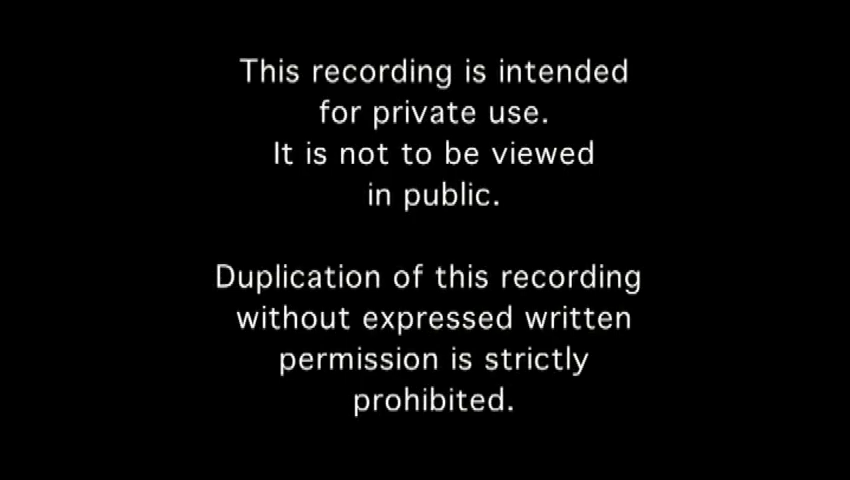 This recording is intended
for private use.
It is not to be viewed
in public.
Duplication of this recording
without expressed written
permission is strictly
prohibited.